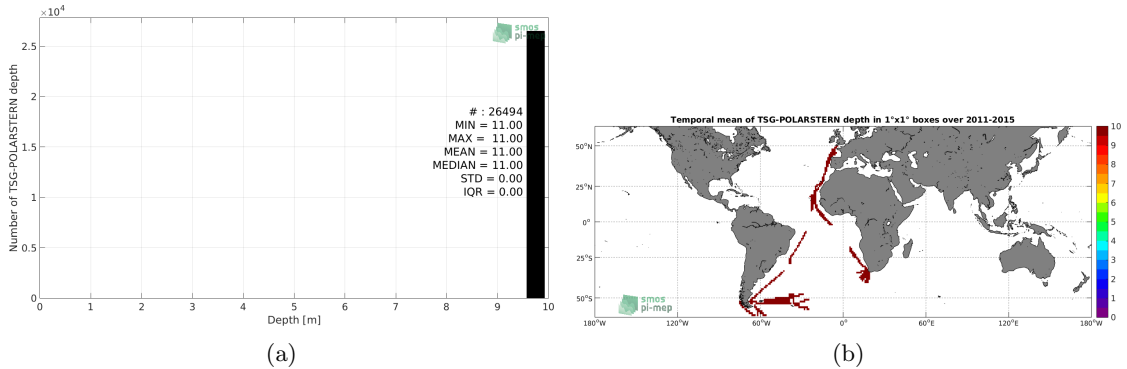 ×10⁴
smos
pi-mep
Number of TSG-POLARSTERN depth
2.5
2
1.5
1
0.5
0
# : 26494
MIN = 11.00
MAX = 11.00
MEAN = 11.00
MEDIAN = 11.00
STD = 0.00
IQR = 0.00
0 1 2 3 4 5 6 7 8 9 10
Depth [m]
(a)
Temporal mean of TSG-POLARSTERN depth in 1°x1° boxes over 2011-2015
50°N
25°N
0°
25°S
50°S
180°W 120°W 60°W 0° 60°E 120°E 180°W
smos
pi-mep
10
9
8
7
6
5
4
3
2
1
0
(b)